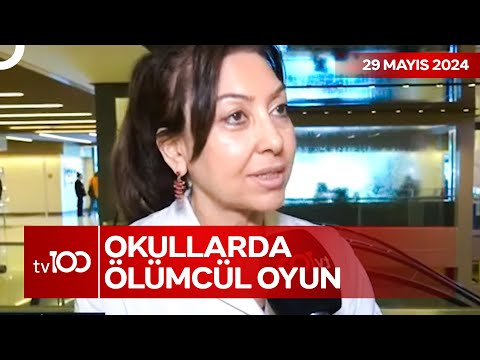 29 MAYIS 2024
tv100
OKULLARDA
ÖLÜMCÜL OYUN